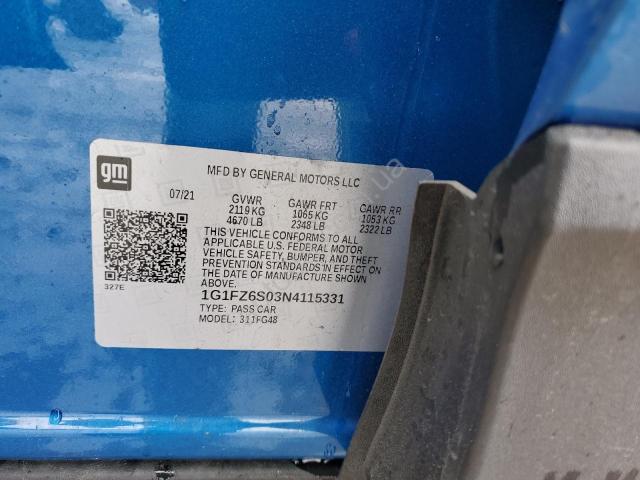 gm
MFD BY GENERAL MOTORS LLC
07/21 GVWR GAWR FRT GAWR RR
2119 KG 1065 KG 1053 KG
4670 LB 2348 LB 2322 LB
THIS VEHICLE CONFORMS TO ALL
APPLICABLE U.S. FEDERAL MOTOR
VEHICLE SAFETY, BUMPER, AND THEFT
PREVENTION STANDARDS IN EFFECT ON
THE DATE OF MANUFACTURE SHOWN
ABOVE.
327E
1G1FZ6S03N4115331
TYPE: PASS CAR
MODEL: 311FG48